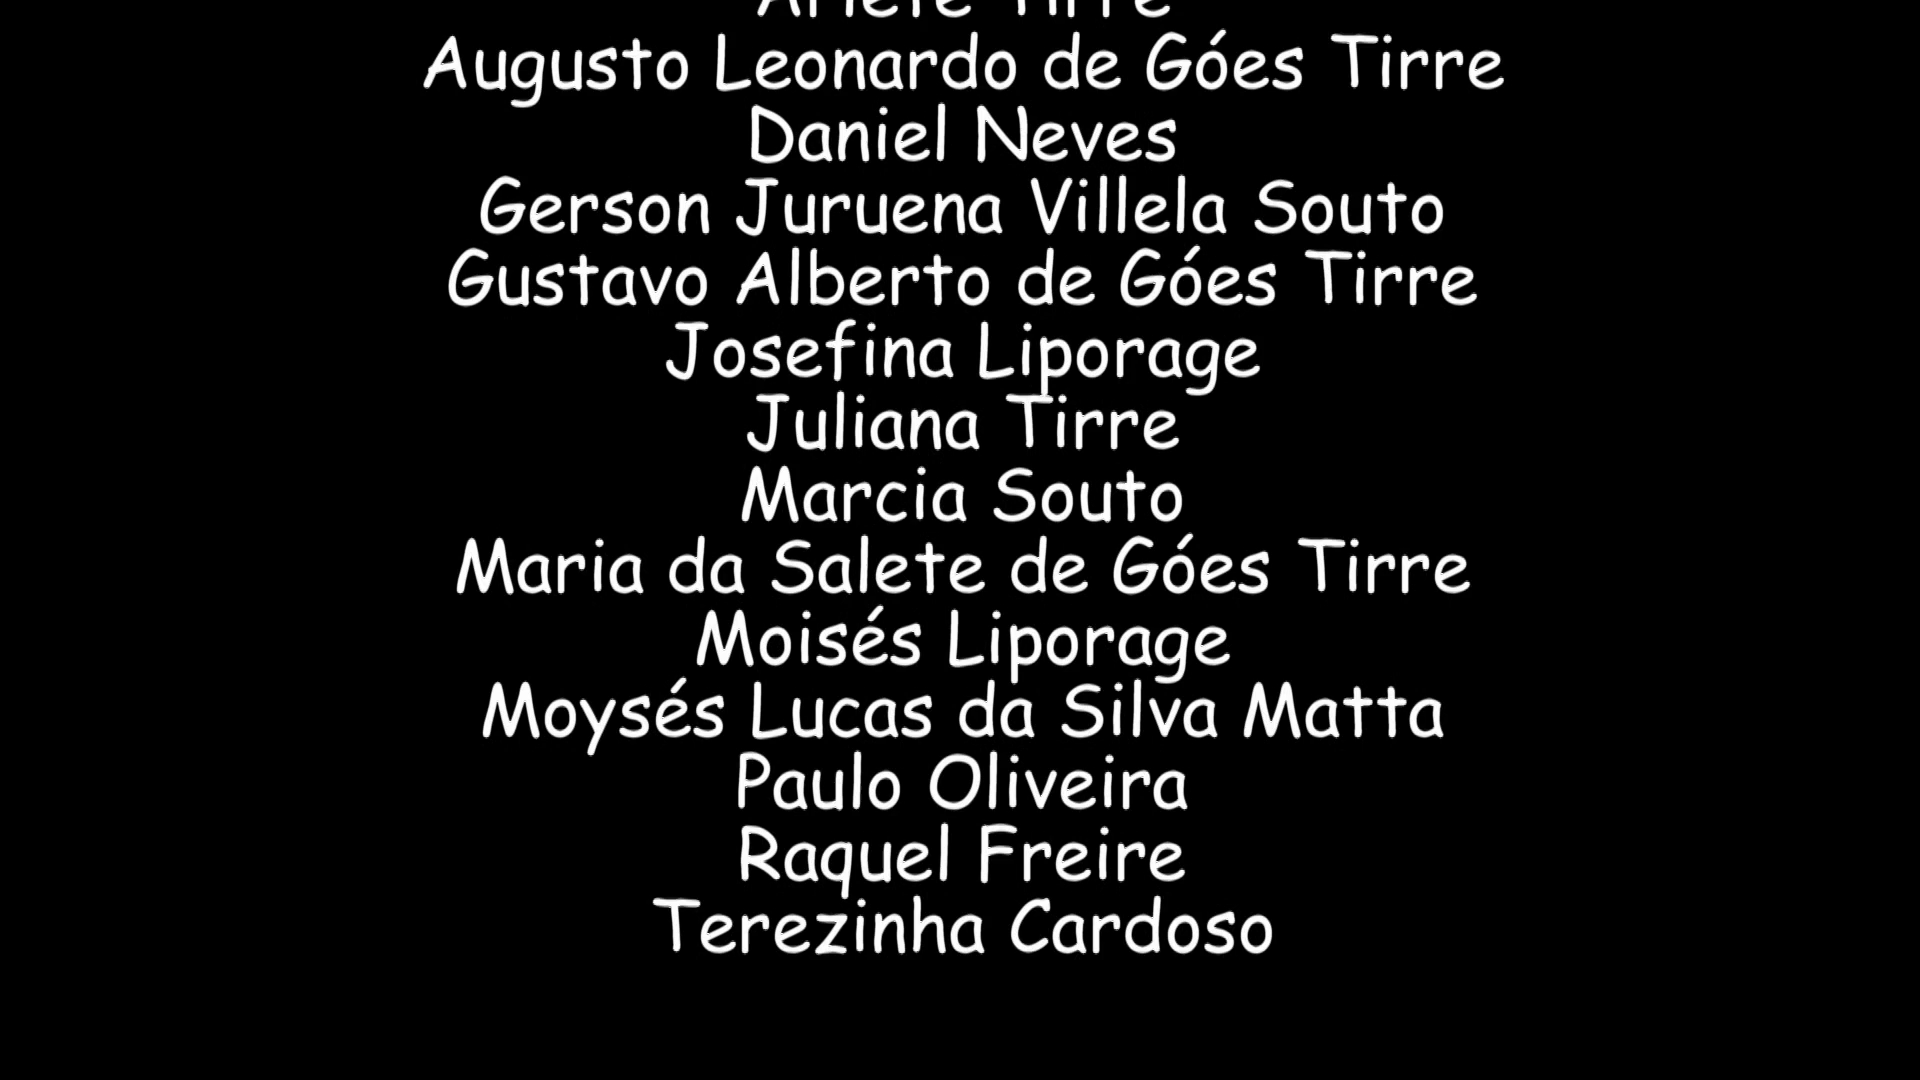 Tirre
Augusto Leonardo de Góes Tirre
Daniel Neves
Gerson Juruena Villela Souto
Gustavo Alberto de Góes Tirre
Josefina Liporage
Juliana Tirre
Marcia Souto
Maria da Salete de Góes Tirre
Moisés Liporage
Moysés Lucas da Silva Matta
Paulo Oliveira
Raquel Freire
Terezinha Cardoso